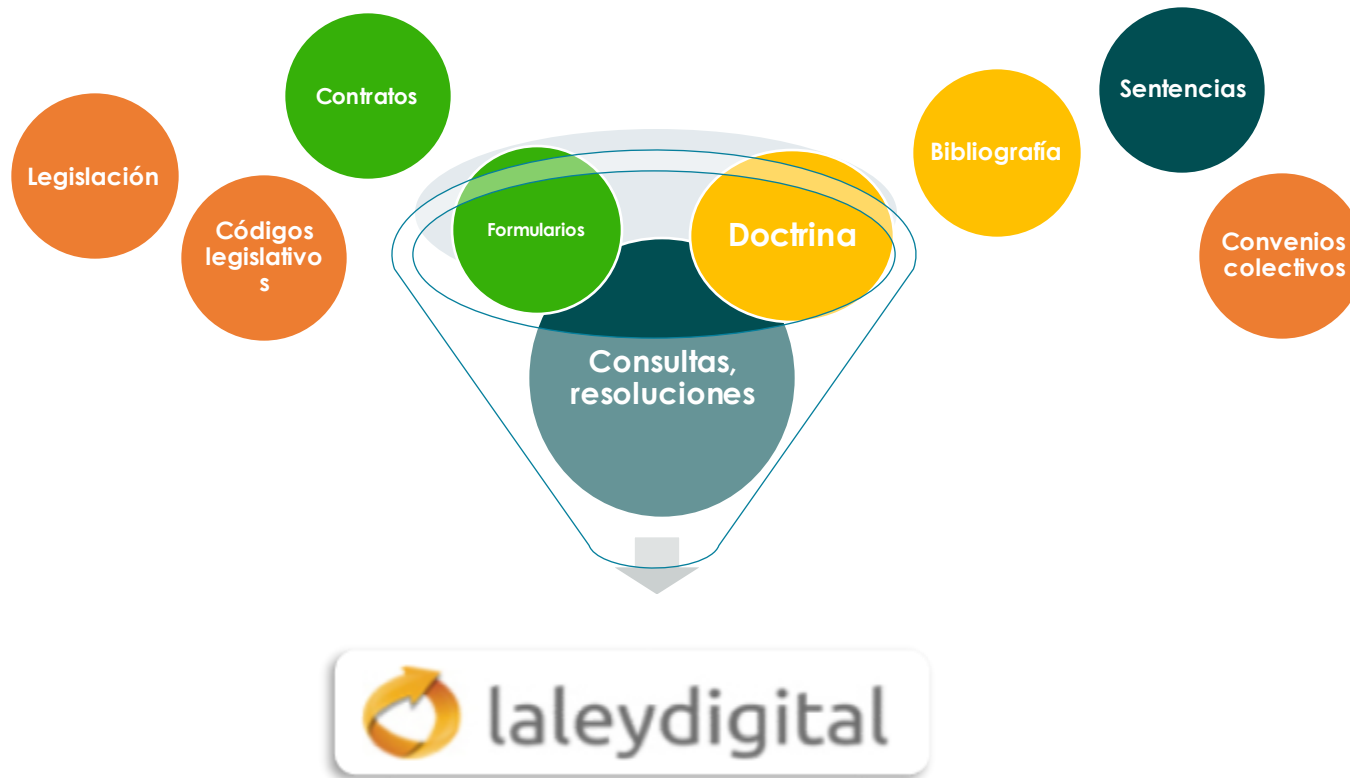 Contratos
Legislación
Códigos
legislativo
s
Formularios
Doctrina
Consultas,
resoluciones
Bibliografía
Sentencias
Convenios
colectivos
laleydigital